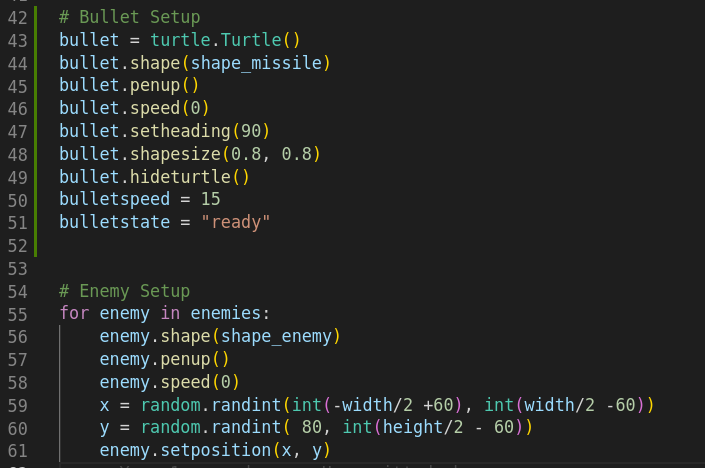 42 # Bullet Setup
43 bullet = turtle.Turtle()
44 bullet.shape(shape_missile)
45 bullet.penup()
46 bullet.speed(0)
47 bullet.setheading(90)
48 bullet.shapesize(0.8, 0.8)
49 bullet.hideturtle()
50 bulletspeed = 15
51 bulletstate = "ready"
52
53
54 # Enemy Setup
55 for enemy in enemies:
56     enemy.shape(shape_enemy)
57     enemy.penup()
58     enemy.speed(0)
59     x = random.randint(int(-width/2 +60), int(width/2 -60))
60     y = random.randint( 80, int(height/2 - 60))
61     enemy.setposition(x, y)